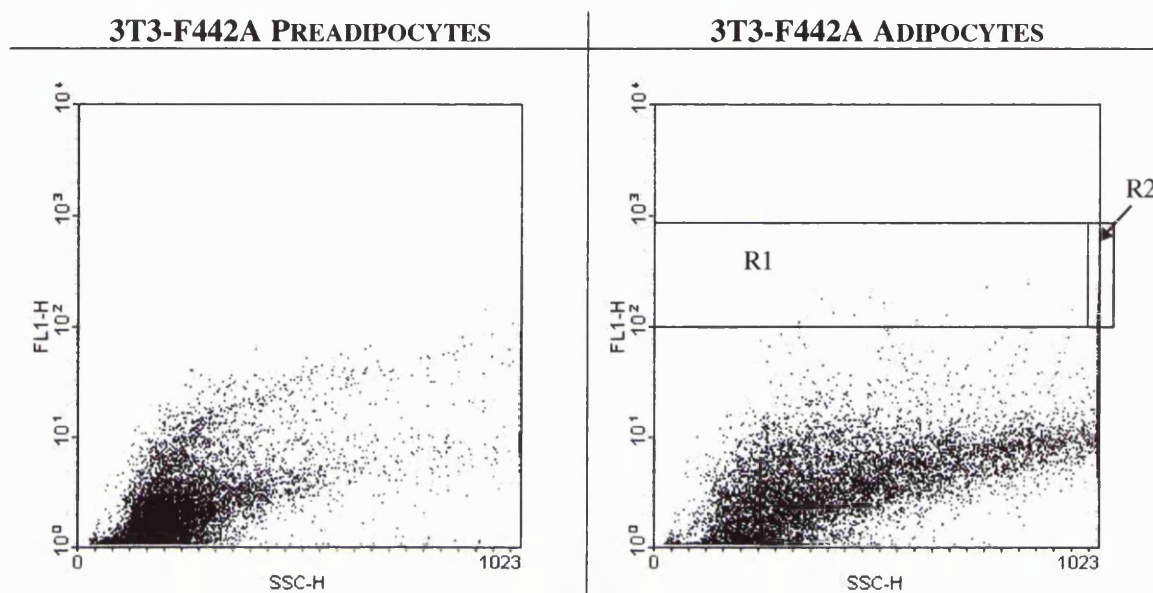 3T3-F442A PREADIPOCYTES
3T3-F442A ADIPOCYTES
10⁴
10³
10²
10¹
10⁰
FL1-H
0
1023
SSC-H
10⁴
10³
10²
10¹
10⁰
FL1-H
0
1023
SSC-H
R1
R2